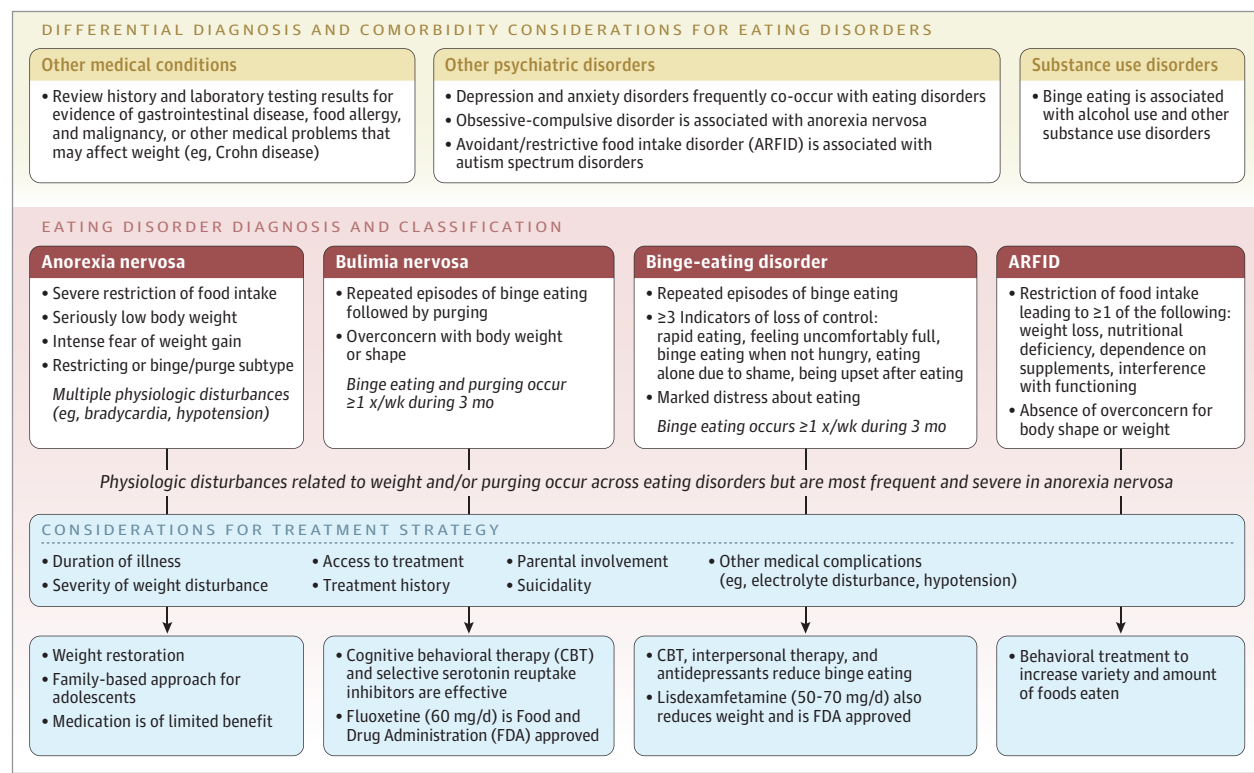 DIFFERENTIAL DIAGNOSIS AND COMORBIDITY CONSIDERATIONS FOR EATING DISORDERS
Other medical conditions
• Review history and laboratory testing results for
evidence of gastrointestinal disease, food allergy,
and malignancy, or other medical problems that
may affect weight (eg, Crohn disease)
Other psychiatric disorders
• Depression and anxiety disorders frequently co-occur with eating disorders
• Obsessive-compulsive disorder is associated with anorexia nervosa
• Avoidant/restrictive food intake disorder (ARFID) is associated with
autism spectrum disorders
Substance use disorders
• Binge eating is associated
with alcohol use and other
substance use disorders
EATING DISORDER DIAGNOSIS AND CLASSIFICATION
Anorexia nervosa
• Severe restriction of food intake
• Seriously low body weight
• Intense fear of weight gain
• Restricting or binge/purge subtype
Multiple physiologic disturbances
(eg, bradycardia, hypotension)
Bulimia nervosa
• Repeated episodes of binge eating
followed by purging
• Overconcern with body weight
or shape
Binge eating and purging occur
≥1 x/wk during 3 mo
Binge-eating disorder
• Repeated episodes of binge eating
• ≥3 Indicators of loss of control:
rapid eating, feeling uncomfortably full,
binge eating when not hungry, eating
alone due to shame, being upset after eating
• Marked distress about eating
Binge eating occurs ≥1 x/wk during 3 mo
ARFID
• Restriction of food intake
leading to ≥1 of the following:
weight loss, nutritional
deficiency, dependence on
supplements, interference
with functioning
• Absence of overconcern for
body shape or weight
Physiologic disturbances related to weight and/or purging occur across eating disorders but are most frequent and severe in anorexia nervosa
CONSIDERATIONS FOR TREATMENT STRATEGY
• Duration of illness
• Severity of weight disturbance
• Access to treatment
• Treatment history
• Parental involvement
• Suicidality
• Other medical complications
(eg, electrolyte disturbance, hypotension)
• Weight restoration
• Family-based approach for
adolescents
• Medication is of limited benefit
• Cognitive behavioral therapy (CBT)
and selective serotonin reuptake
inhibitors are effective
• Fluoxetine (60 mg/d) is Food and
Drug Administration (FDA) approved
• CBT, interpersonal therapy, and
antidepressants reduce binge eating
• Lisdexamfetamine (50-70 mg/d) also
reduces weight and is FDA approved
• Behavioral treatment to
increase variety and amount
of foods eaten